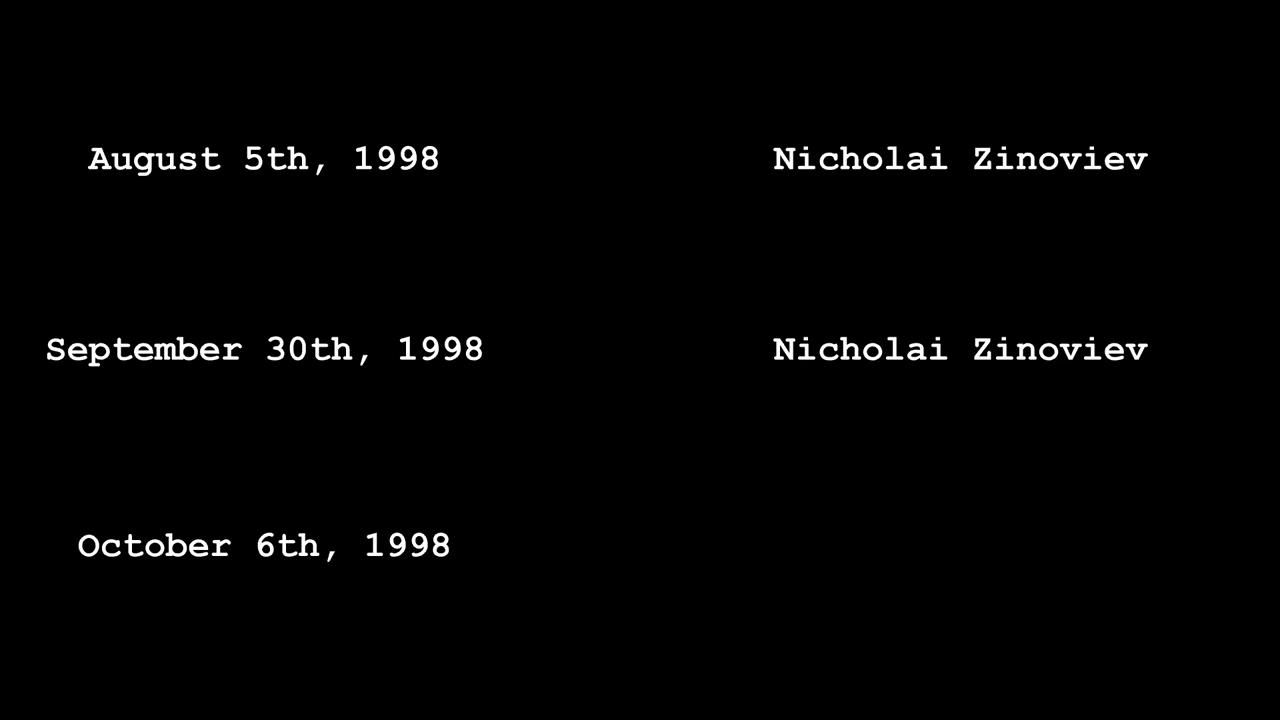 August 5th, 1998 Nicholai Zinoviev
September 30th, 1998 Nicholai Zinoviev
October 6th, 1998